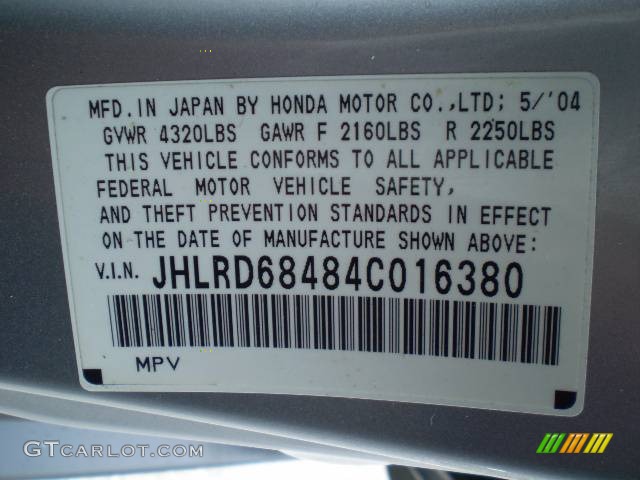 MFD.IN JAPAN BY HONDA MOTOR CO.,LTD; 5/'04
GVWR 4320LBS GAWR F 2160LBS R 2250LBS
THIS VEHICLE CONFORMS TO ALL APPLICABLE
FEDERAL MOTOR VEHICLE SAFETY,
AND THEFT PREVENTION STANDARDS IN EFFECT
ON THE DATE OF MANUFACTURE SHOWN ABOVE:
V.I.N. JHLRD68484C016380
MPV
GTCARLOT.COM